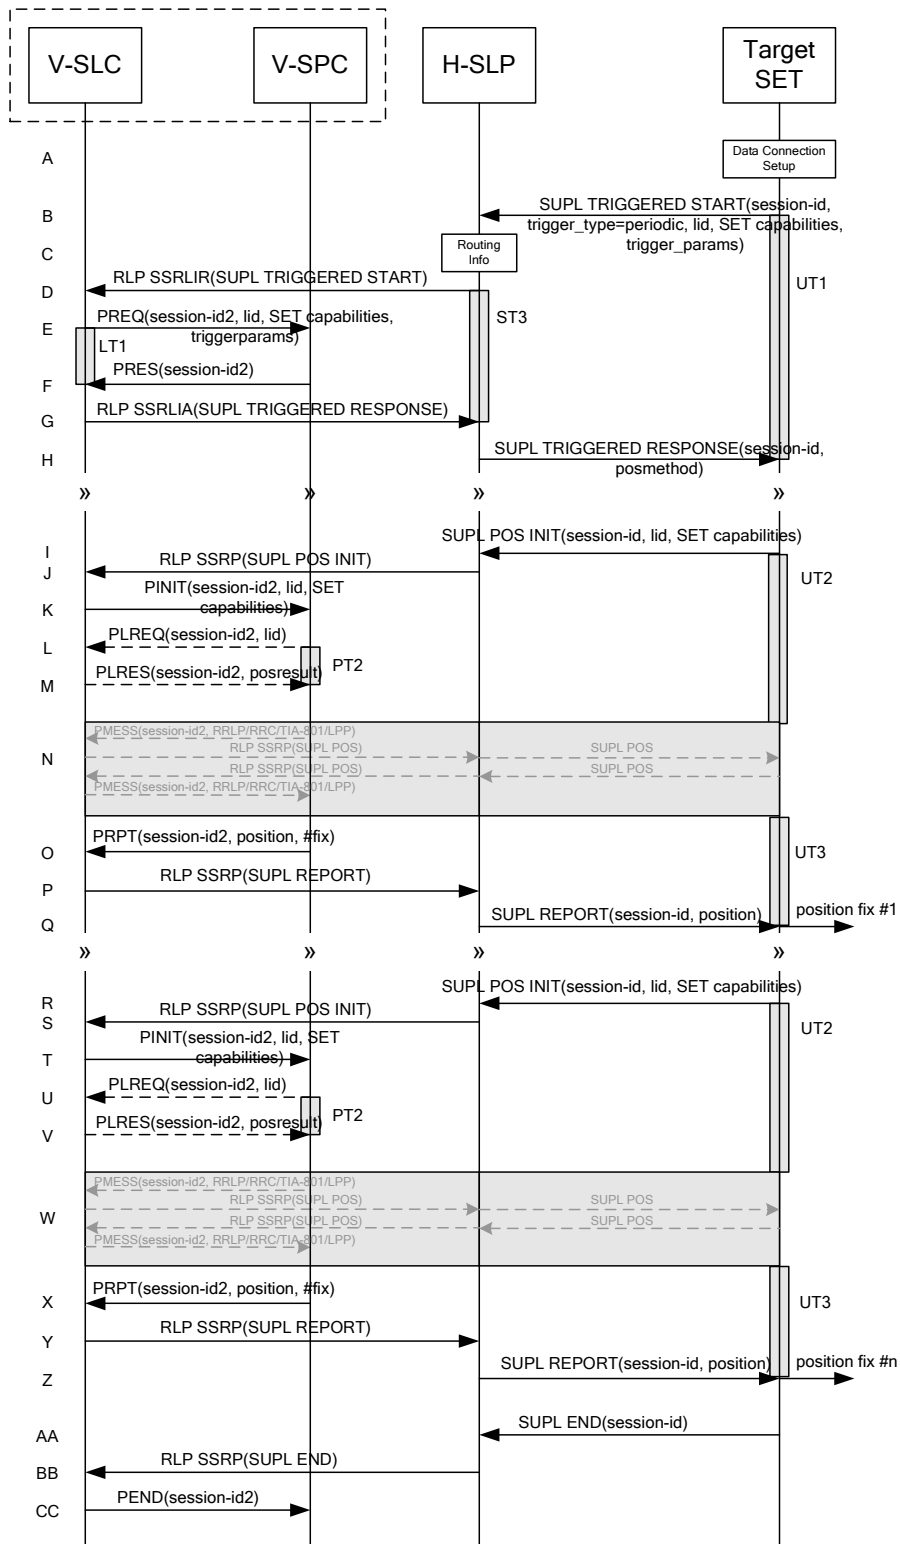 V-SLC
V-SPC
H-SLP
Target
SET
A
Data Connection
Setup
B
SUPL TRIGGERED START(session-id,
trigger_type=periodic, lid, SET capabilities,
trigger_params)
C
Routing
Info
D
RLP SSRLIR(SUPL TRIGGERED START)
UT1
E
PREQ(session-id2, lid, SET capabilities,
triggerparams)
ST3
LT1
F
PRES(session-id2)
G
RLP SSRLIA(SUPL TRIGGERED RESPONSE)
H
SUPL TRIGGERED RESPONSE(session-id,
posmethod)
»
»
»
»
I
SUPL POS INIT(session-id, lid, SET capabilities)
J
RLP SSRP(SUPL POS INIT)
UT2
K
PINIT(session-id2, lid, SET
capabilities)
L
PLREQ(session-id2, lid)
M
PLRES(session-id2, posresult)
PT2
N
PMESS(session-id2, RRLP/RRC/TIA-801/LPP)
RLP SSRP(SUPL POS)
SUPL POS
RLP SSRP(SUPL POS)
SUPL POS
PMESS(session-id2, RRLP/RRC/TIA-801/LPP)
O
PRPT(session-id2, position, #fix)
UT3
P
RLP SSRP(SUPL REPORT)
Q
SUPL REPORT(session-id, position)
position fix #1
»
»
»
»
R
SUPL POS INIT(session-id, lid, SET capabilities)
S
RLP SSRP(SUPL POS INIT)
UT2
T
PINIT(session-id2, lid, SET
capabilities)
U
PLREQ(session-id2, lid)
V
PLRES(session-id2, posresult)
PT2
W
PMESS(session-id2, RRLP/RRC/TIA-801/LPP)
RLP SSRP(SUPL POS)
SUPL POS
RLP SSRP(SUPL POS)
SUPL POS
PMESS(session-id2, RRLP/RRC/TIA-801/LPP)
X
PRPT(session-id2, position, #fix)
UT3
Y
RLP SSRP(SUPL REPORT)
Z
SUPL REPORT(session-id, position)
position fix #n
AA
SUPL END(session-id)
BB
RLP SSRP(SUPL END)
CC
PEND(session-id2)